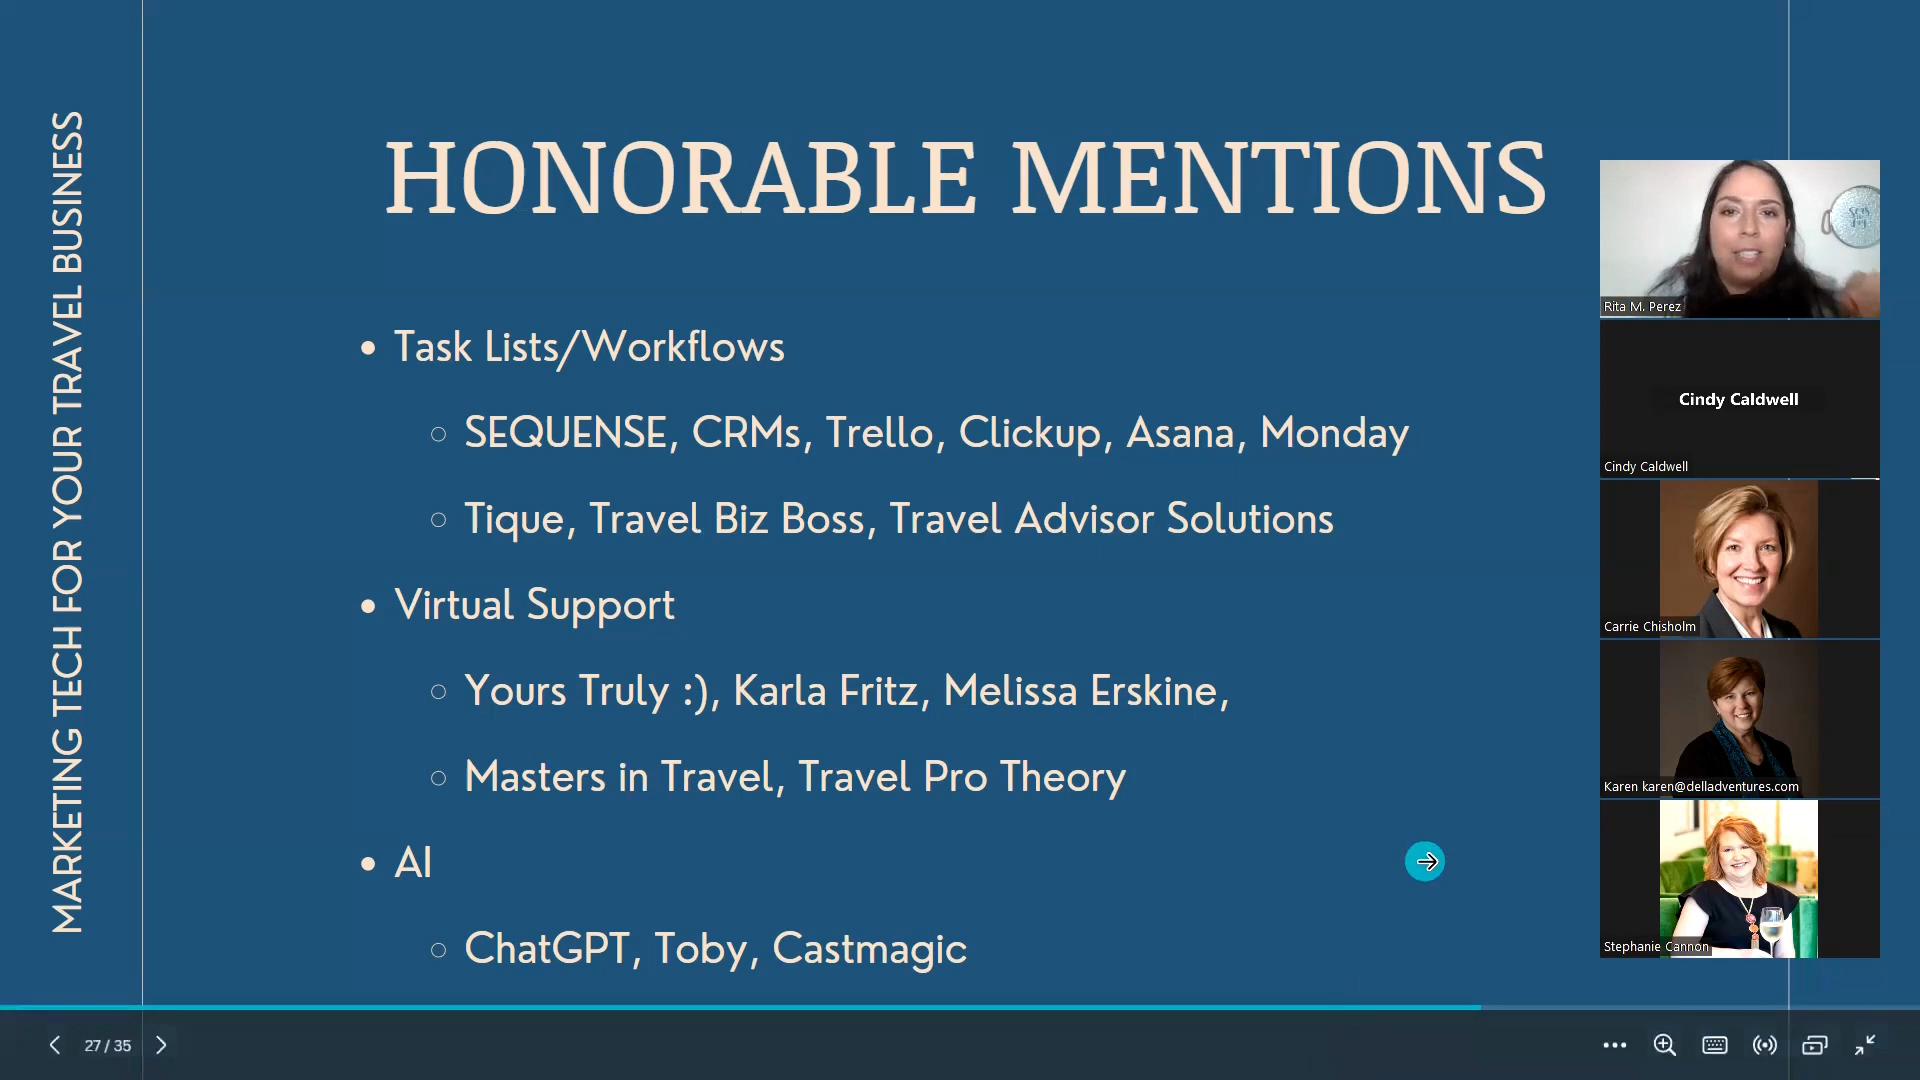 MARKETING TECH FOR YOUR TRAVEL BUSINESS
HONORABLE MENTIONS
Task Lists/Workflows
SEQUENSE, CRMs, Trello, Clickup, Asana, Monday
Tique, Travel Biz Boss, Travel Advisor Solutions
Virtual Support
Yours Truly :), Karla Fritz, Melissa Erskine,
Masters in Travel, Travel Pro Theory
AI
ChatGPT, Toby, Castmagic
Rita M. Perez
Cindy Caldwell
Cindy Caldwell
Carrie Chisholm
Karen karen@delladventures.com
Stephanie Cannon
27 / 35